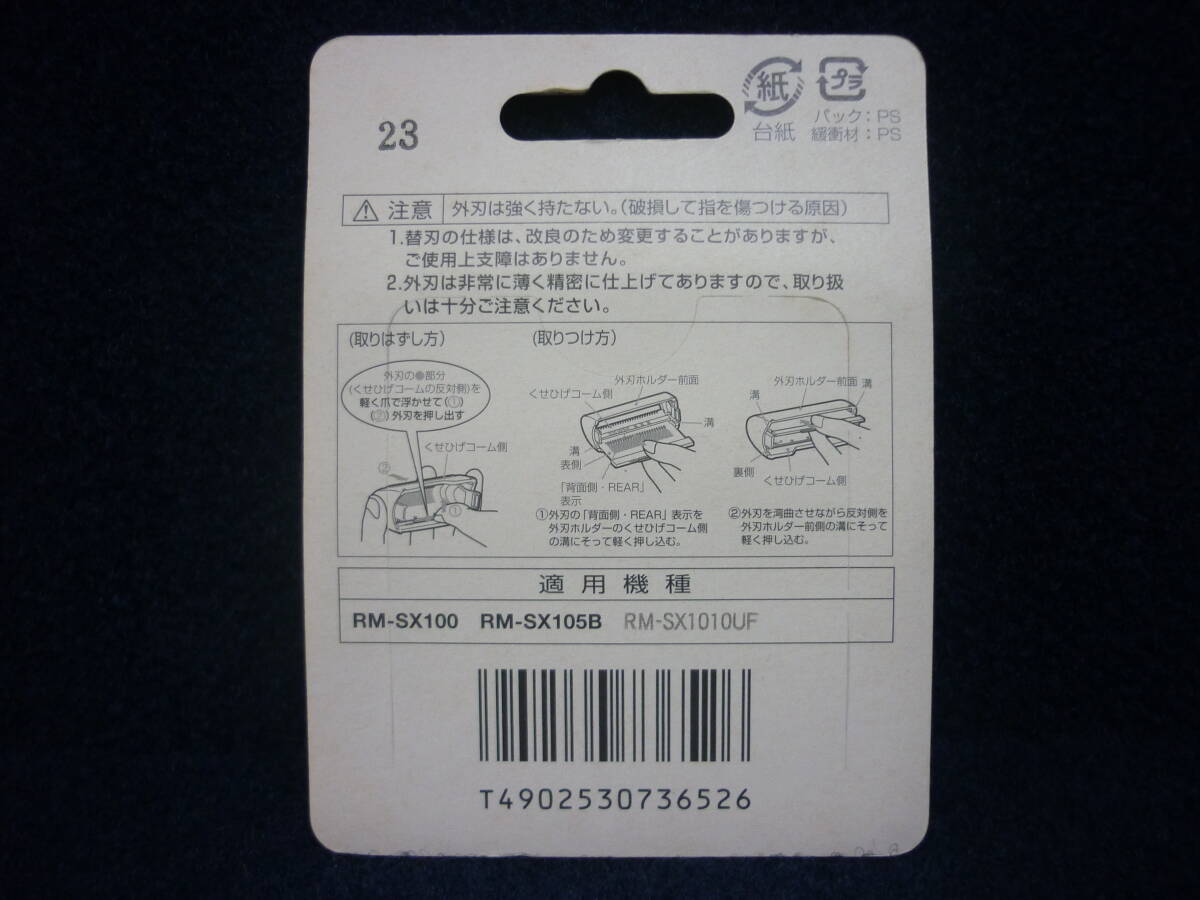 紙
プラ
台紙
パック:PS
緩衝材:PS
23
注意 外刃は強く持たない。(破損して指を傷つける原因)
1.替刃の仕様は、改良のため変更することがありますが、
ご使用上支障はありません。
2.外刃は非常に薄く精密に仕上げてありますので、取り扱
いは十分ご注意ください。
(取りはずし方)
外刃の●部分
(くせひげコームの反対側)を
軽く爪で浮かせて(①)
(②)外刃を押し出す
くせひげコーム側
②
①
(取りつけ方)
外刃ホルダー前面
くせひげコーム側
溝
溝
表側
「背面側・REAR」
表示
①外刃の「背面側・REAR」表示を
外刃ホルダーのくせひげコーム側
の溝にそって軽く押し込む。
外刃ホルダー前面 溝
溝
裏側
くせひげコーム側
②外刃を湾曲させながら反対側を
外刃ホルダー前側の溝にそって
軽く押し込む。
適用機種
RM-SX100 RM-SX105B RM-SX1010UF
T4902530736526